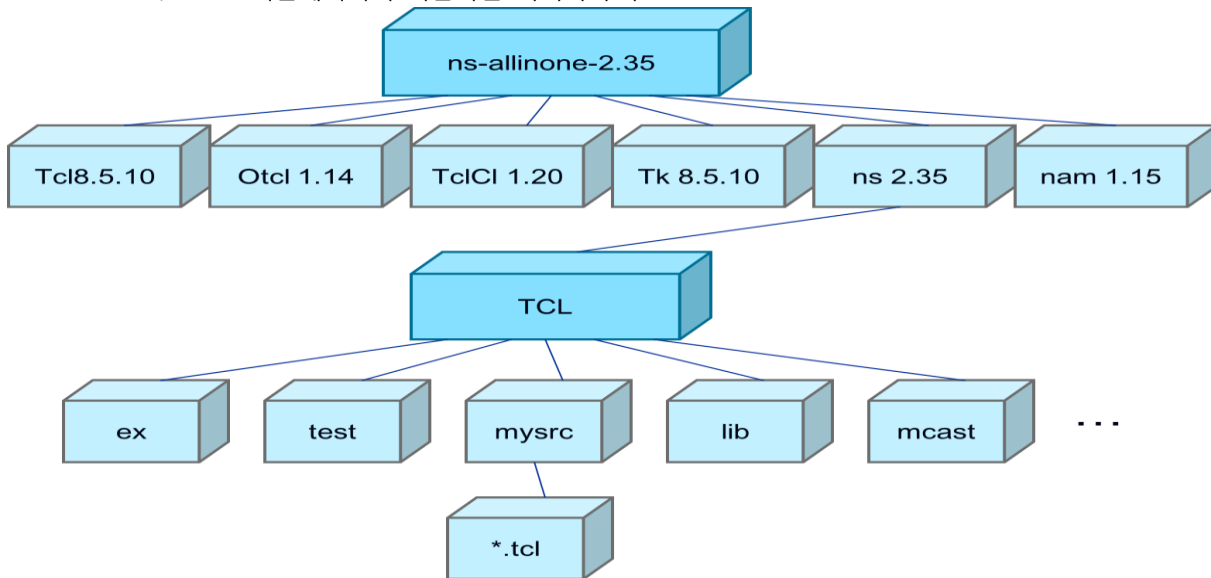 ns-allinone-2.35
Tcl8.5.10
Otcl 1.14
TclCl 1.20
Tk 8.5.10
ns 2.35
nam 1.15
TCL
ex
test
mysrc
lib
mcast
...
*.tcl